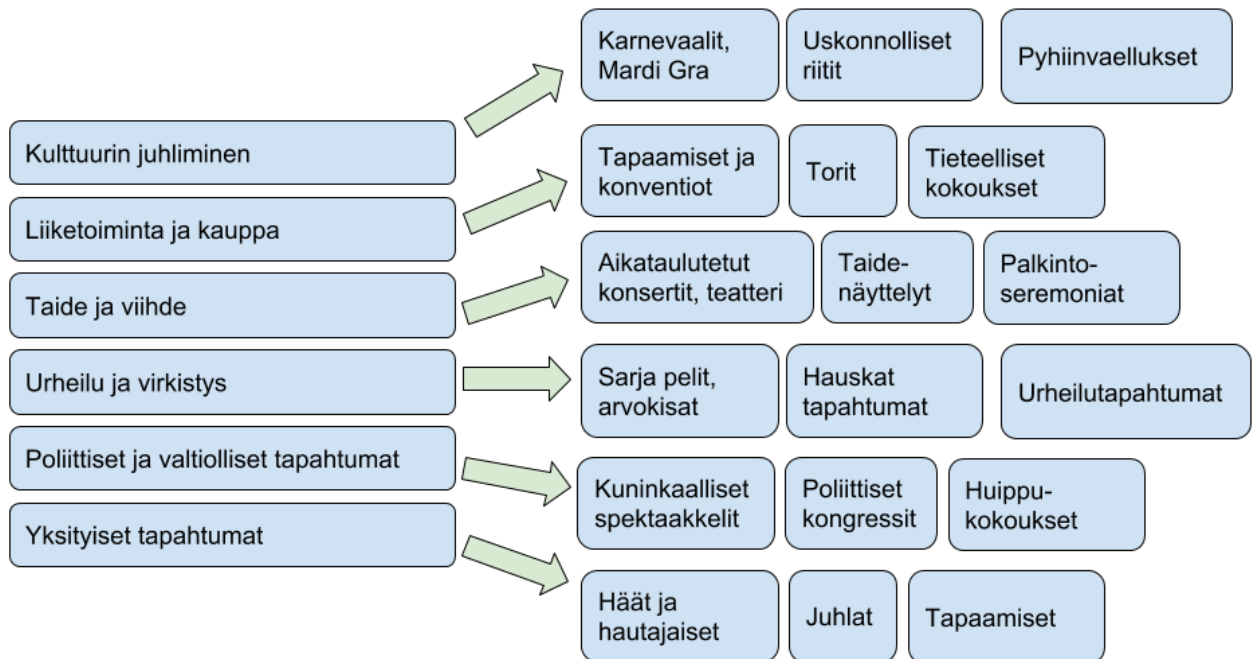 Kulttuurin juhliminen
Liiketoiminta ja kauppa
Taide ja viihde
Urheilu ja virkistys
Poliittiset ja valtiolliset tapahtumat
Yksityiset tapahtumat
Karnevaalit,
Mardi Gra
Uskonnolliset
riitit
Pyhiinvaellukset
Tapaamiset ja
konventiot
Torit
Tieteelliset
kokoukset
Aikataulutetut
konsertit, teatteri
Taide-
näyttelyt
Palkinto-
seremoniat
Sarja pelit,
arvokisat
Hauskat
tapahtumat
Urheilutapahtumat
Kuninkaalliset
spektaakkelit
Poliittiset
kongressit
Huippu-
kokoukset
Häät ja
hautajaiset
Juhlat
Tapaamiset